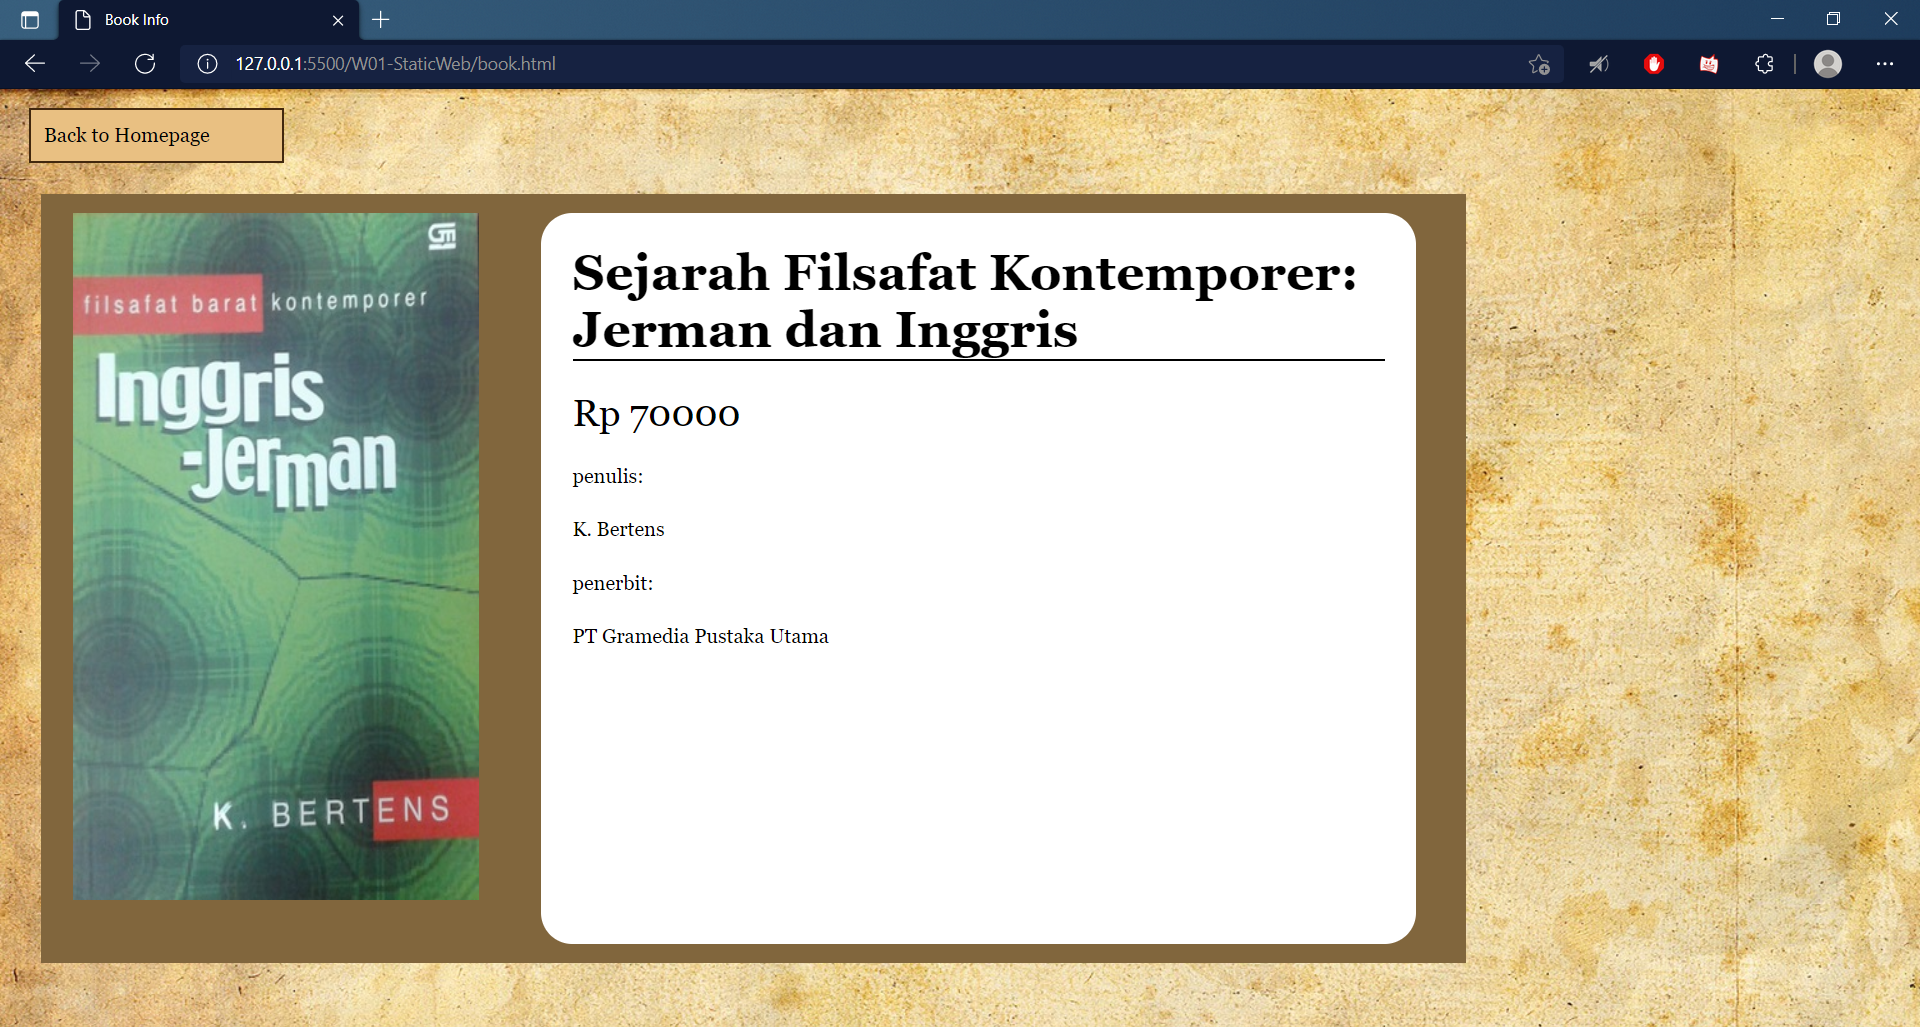 Book Info
127.0.0.1:5500/W01-StaticWeb/book.html
Back to Homepage
GM
filsafat barat kontemporer
Inggris
-Jerman
K. BERTENS
Sejarah Filsafat Kontemporer:
Jerman dan Inggris
Rp 70000
penulis:
K. Bertens
penerbit:
PT Gramedia Pustaka Utama